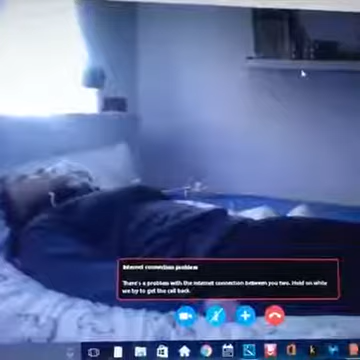 Internet connection problem
There's a problem with the internet connection between you two. Hold on while
we try to get the call back.